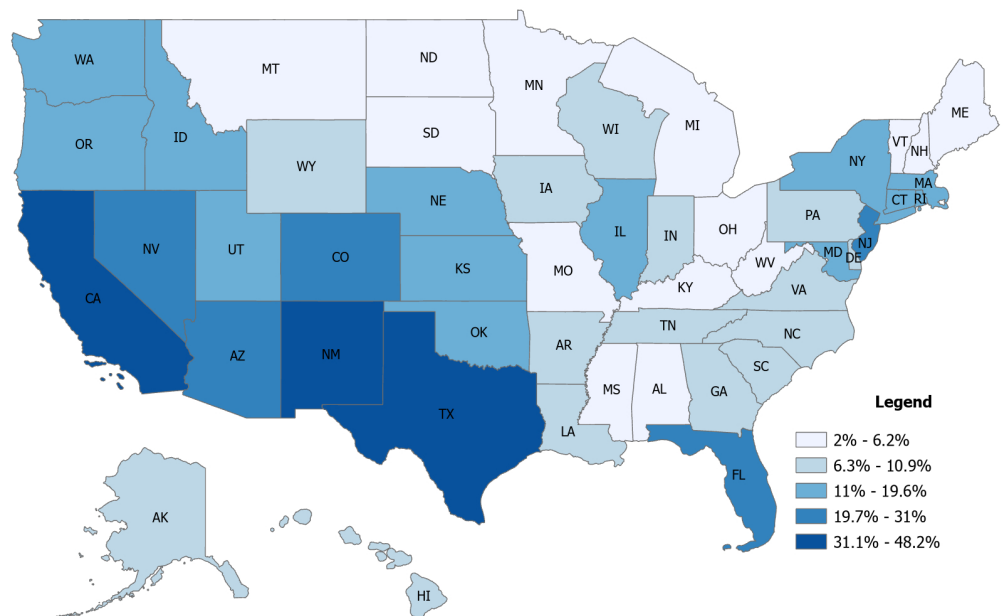 WA
MT
ND
MN
ME
OR
ID
SD
WI
MI
VT
NH
NY
WY
IA
MA
NE
CT
RI
PA
NV
UT
CO
IL
IN
OH
NJ
MD
DE
CA
KS
MO
WV
KY
VA
AZ
NM
OK
TN
NC
AR
SC
TX
MS
AL
GA
LA
FL
AK
HI
Legend
2% - 6.2%
6.3% - 10.9%
11% - 19.6%
19.7% - 31%
31.1% - 48.2%